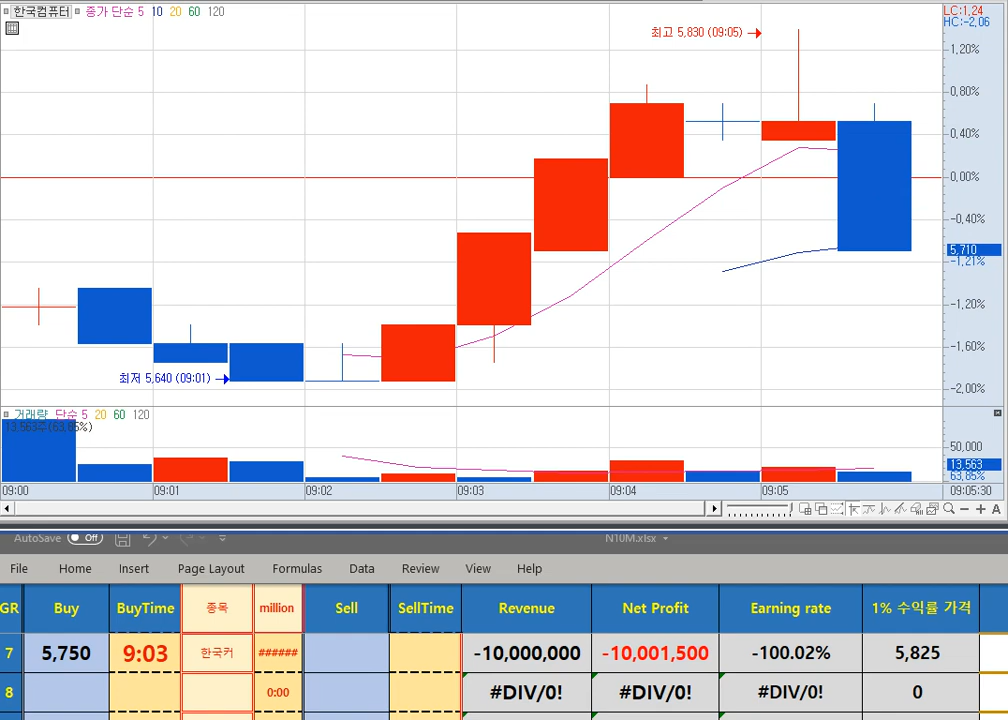 한국컴퓨터 종가 단순 5 10 20 60 120
LC:1,24
HC:-2,06
최고 5,830 (09:05)
1,20%
0,80%
0,40%
0,00%
-0,40%
5,710
-1,21%
-1,20%
-1,60%
최저 5,640 (09:01)
-2,00%
거래량 단순 5 20 60 120
13,563주(63,85%)
50,000
13,563
63,85%
09:00 09:01 09:02 09:03 09:04 09:05 09:05:30
A
AutoSave Off N10M.xlsx
File Home Insert Page Layout Formulas Data Review View Help
GR Buy BuyTime 종목 million Sell SellTime Revenue Net Profit Earning rate 1% 수익률 가격
7 5,750 9:03 한국커 ###### -10,000,000 -10,001,500 -100.02% 5,825
8 0:00 #DIV/0! #DIV/0! #DIV/0! 0